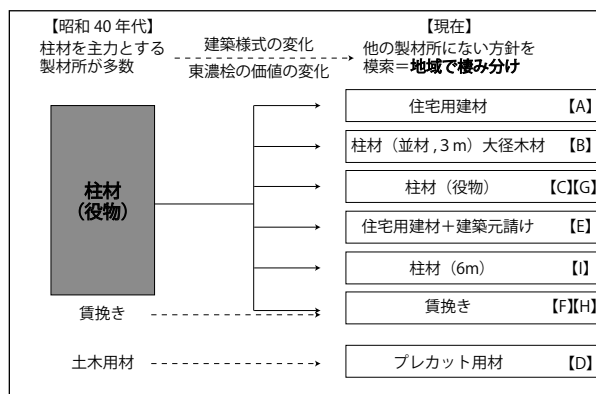 【昭和 40 年代】
柱材を主力とする
製材所が多数
建築様式の変化
東濃桧の価値の変化
【現在】
他の製材所にない方針を
模索＝地域で棲み分け
柱材
（役物）
賃挽き
土木用材
住宅用建材 【A】
柱材（並材 , 3 m）大径木材 【B】
柱材（役物） 【C】【G】
住宅用建材＋建築元請け 【E】
柱材（6m） 【I】
賃挽き 【F】【H】
プレカット用材 【D】